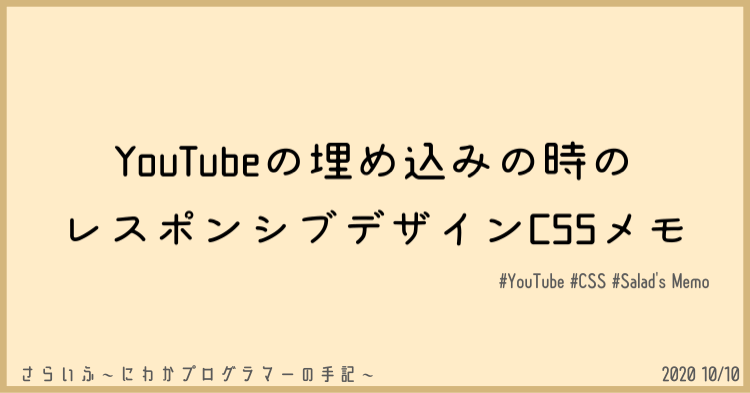 YouTubeの埋め込みの時の
レスポンシブデザインCSSメモ
#YouTube #CSS #Salad's Memo
さらいふ～にわかプログラマーの手記～
2020 10/10